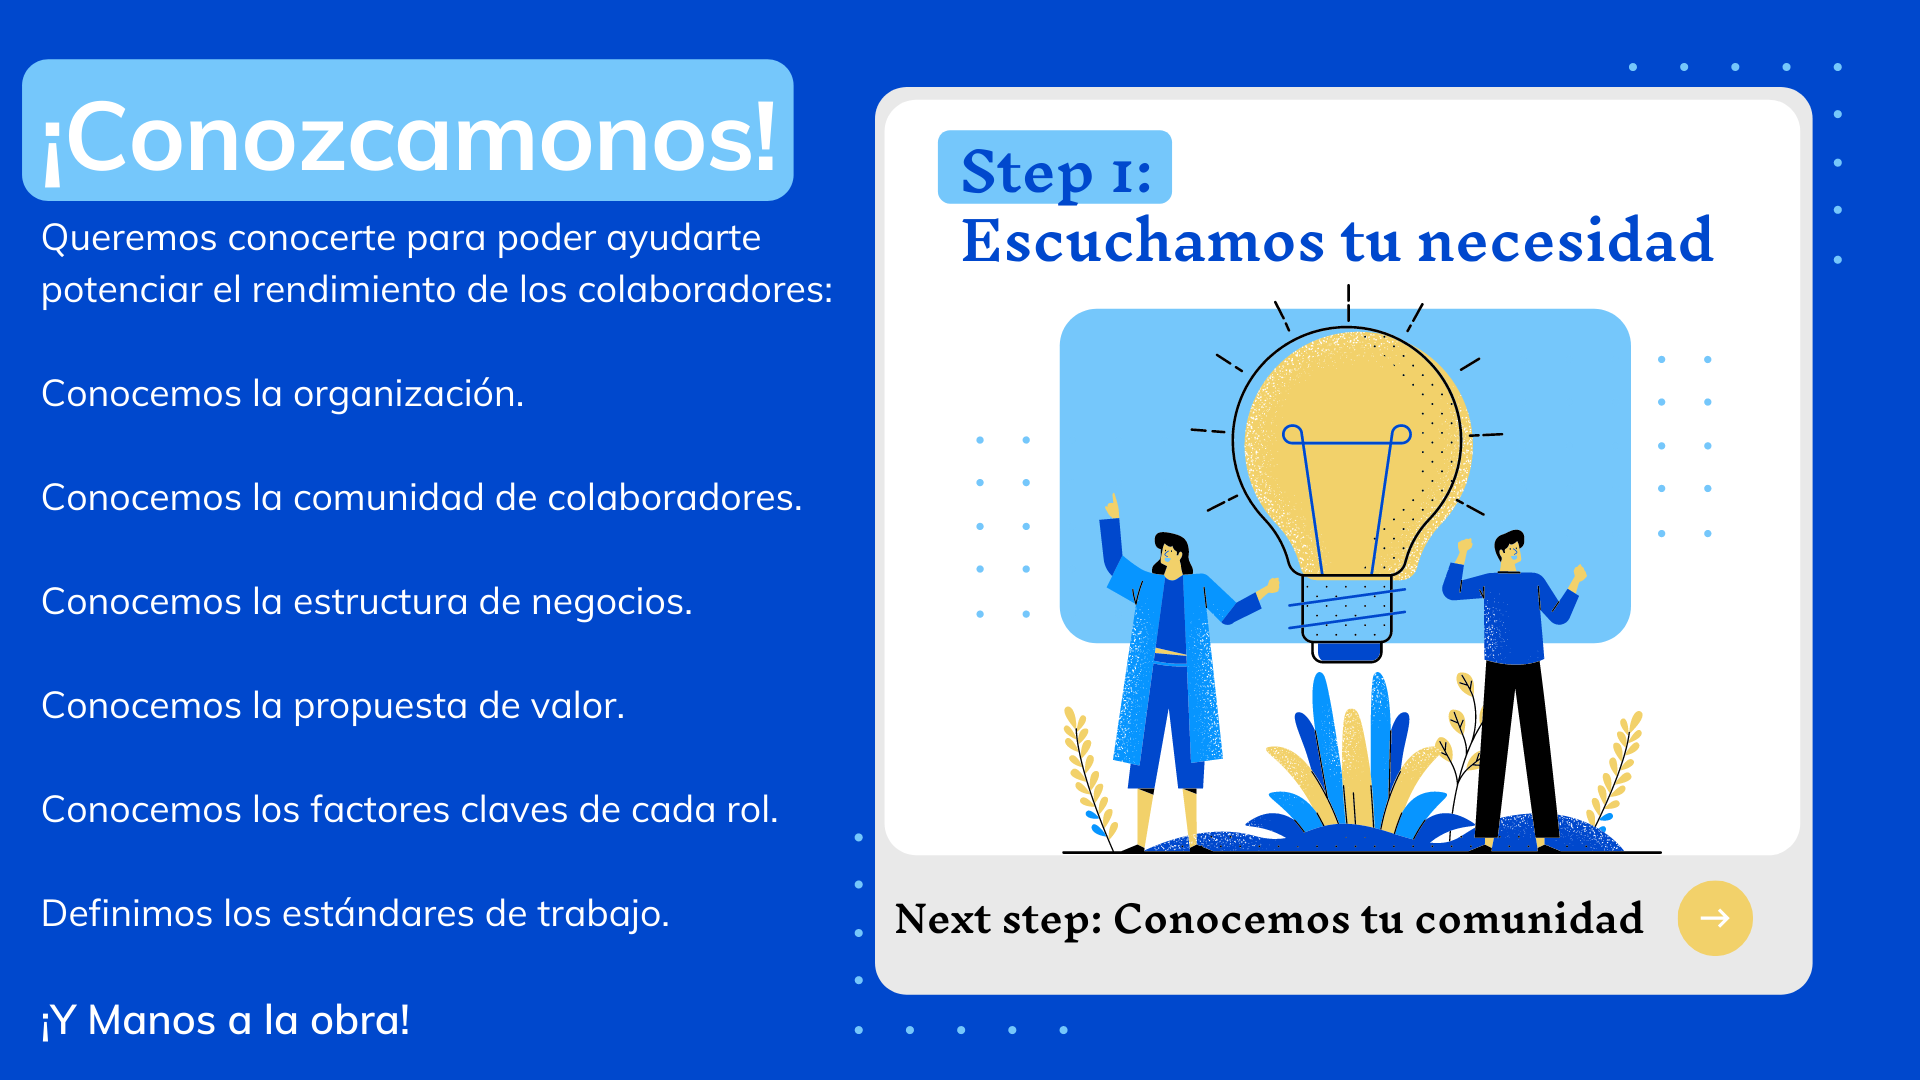 ¡Conozcamonos!
Queremos conocerte para poder ayudarte
potenciar el rendimiento de los colaboradores:
Conocemos la organización.
Conocemos la comunidad de colaboradores.
Conocemos la estructura de negocios.
Conocemos la propuesta de valor.
Conocemos los factores claves de cada rol.
Definimos los estándares de trabajo.
¡Y Manos a la obra!
Step 1:
Escuchamos tu necesidad
Next step: Conocemos tu comunidad